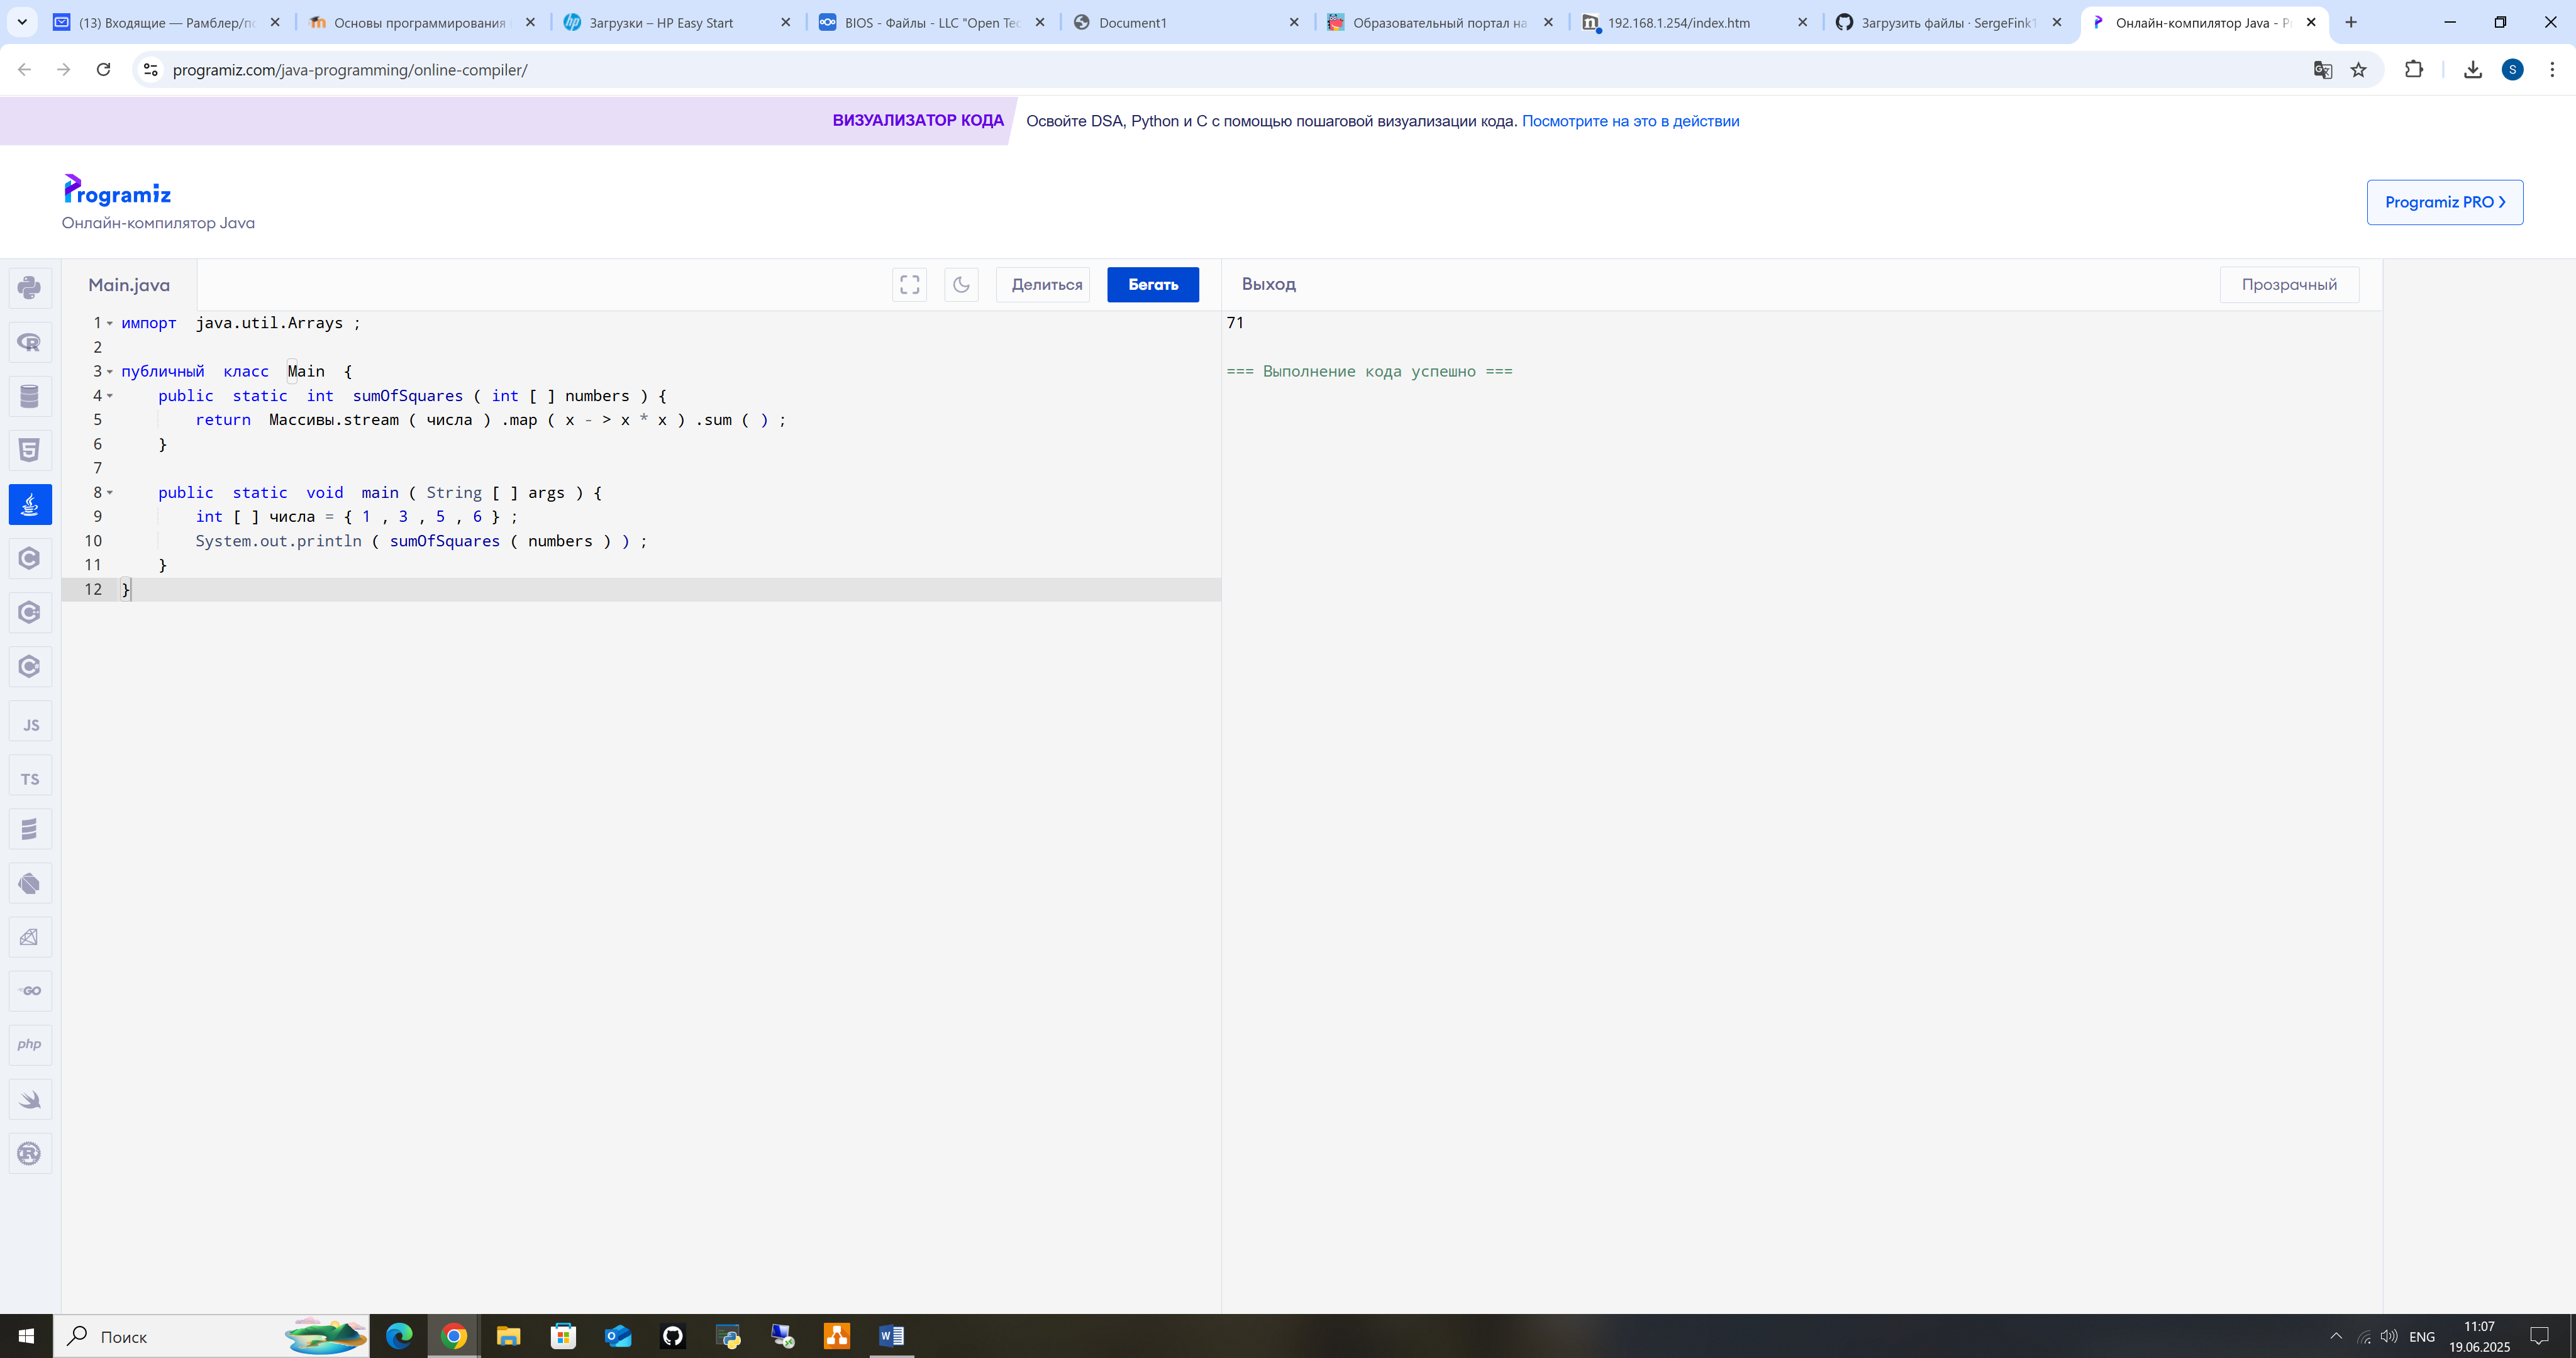 (13) Входящие — Рамблер/по
Основы программирования
Загрузки – HP Easy Start
BIOS - Файлы - LLC "Open Tec
Document1
Образовательный портал на
192.168.1.254/index.htm
Загрузить файлы · SergeFink1
Онлайн-компилятор Java - P
programiz.com/java-programming/online-compiler/
S
ВИЗУАЛИЗАТОР КОДА Освойте DSA, Python и C с помощью пошаговой визуализации кода. Посмотрите на это в действии
Programiz
Онлайн-компилятор Java
Programiz PRO
Main.java
Делиться
Бегать
Выход
Прозрачный
1 импорт java.util.Arrays ;
2
3 публичный класс Main {
4 public static int sumOfSquares ( int [ ] numbers ) {
5 return Массивы.stream ( числа ) .map ( x - > x * x ) .sum ( ) ;
6 }
7
8 public static void main ( String [ ] args ) {
9 int [ ] числа = { 1 , 3 , 5 , 6 } ;
10 System.out.println ( sumOfSquares ( numbers ) ) ;
11 }
12 }
71
=== Выполнение кода успешно ===
JS
TS
GO
php
Поиск
ENG
11:07
19.06.2025